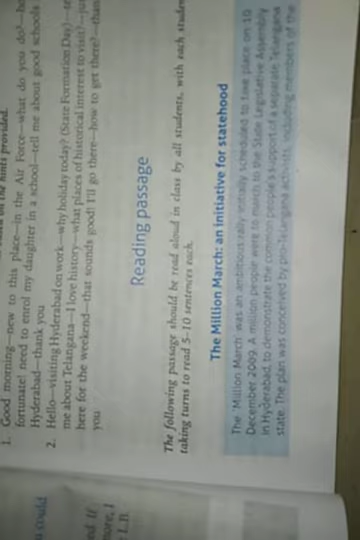 on the hints provided.
1. Good morning—new to this place—in the Air Force—what do you do?—
fortunate! need to enrol my daughter in a school—tell me about good schools
Hyderabad—thank you
2. Hello—visiting Hyderabad on work—why holiday today? (State Formation Day)—
me about Telangana—I love history—what places of historical interest to visit?—
here for the weekend—that sounds good! I'll go there—how to get there?—
you
Reading passage
The following passage should be read aloud in class by all students, with each
taking turns to read 5–10 sentences each.
The Million March: an initiative for statehood
The 'Million March' was an ambitious rally initially scheduled to take place on 10
December 2009. A million people were to march to the State Legislative Assembly
in Hyderabad, to demonstrate the common people's support of a separate Telangana
state. The plan was conceived by pro-Telangana activists, including members of the
could
L.B.